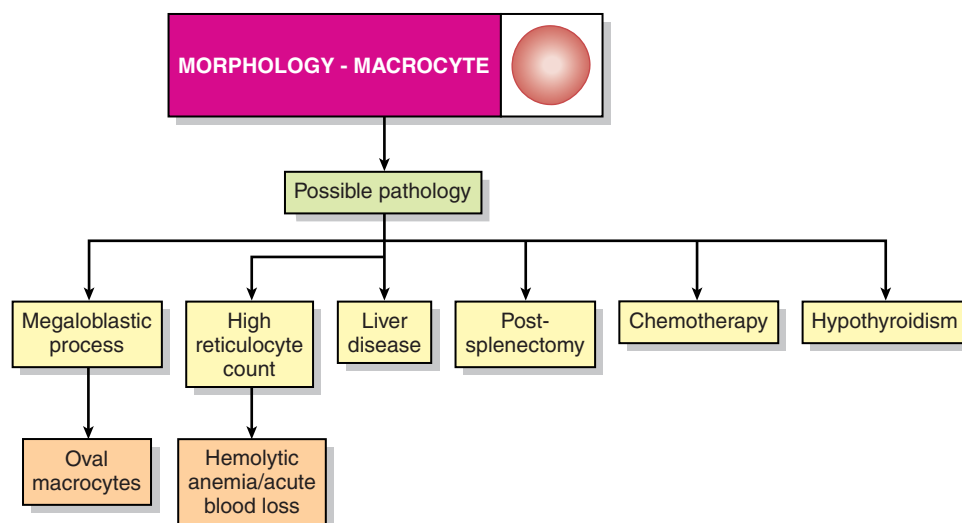 MORPHOLOGY - MACROCYTE
Possible pathology
Megaloblastic
process
High
reticulocyte
count
Liver
disease
Post-
splenectomy
Chemotherapy
Hypothyroidism
Oval
macrocytes
Hemolytic
anemia/acute
blood loss